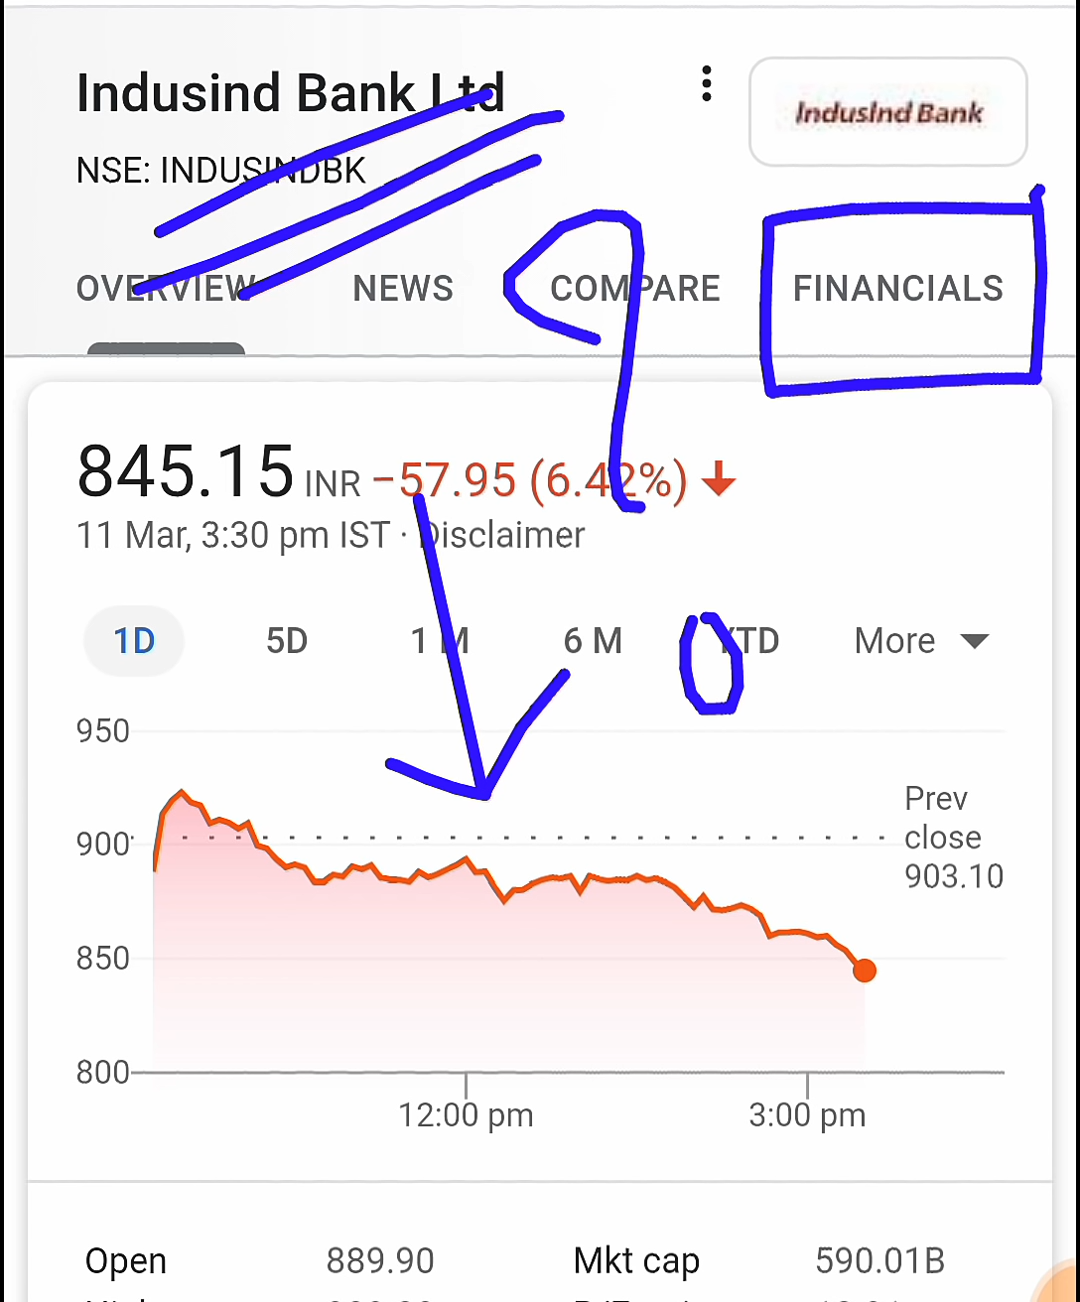 Indusind Bank Ltd
IndusInd Bank
NSE: INDUSINDBK
OVERVIEW NEWS COMPARE FINANCIALS
845.15 INR −57.95 (6.42%)
11 Mar, 3:30 pm IST · Disclaimer
1D 5D 1 M 6 M YTD More
950
900
850
800
Prev
close
903.10
12:00 pm 3:00 pm
Open 889.90 Mkt cap 590.01B